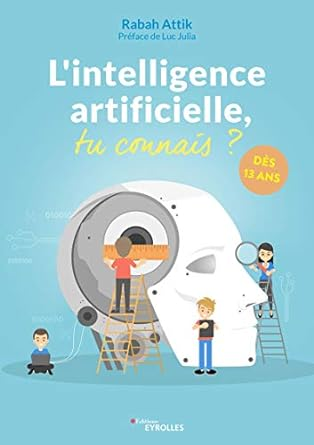 Rabah Attik
Préface de Luc Julia
L'intelligence
artificielle,
tu connais ?
DÈS
13 ANS
Éditions
EYROLLES